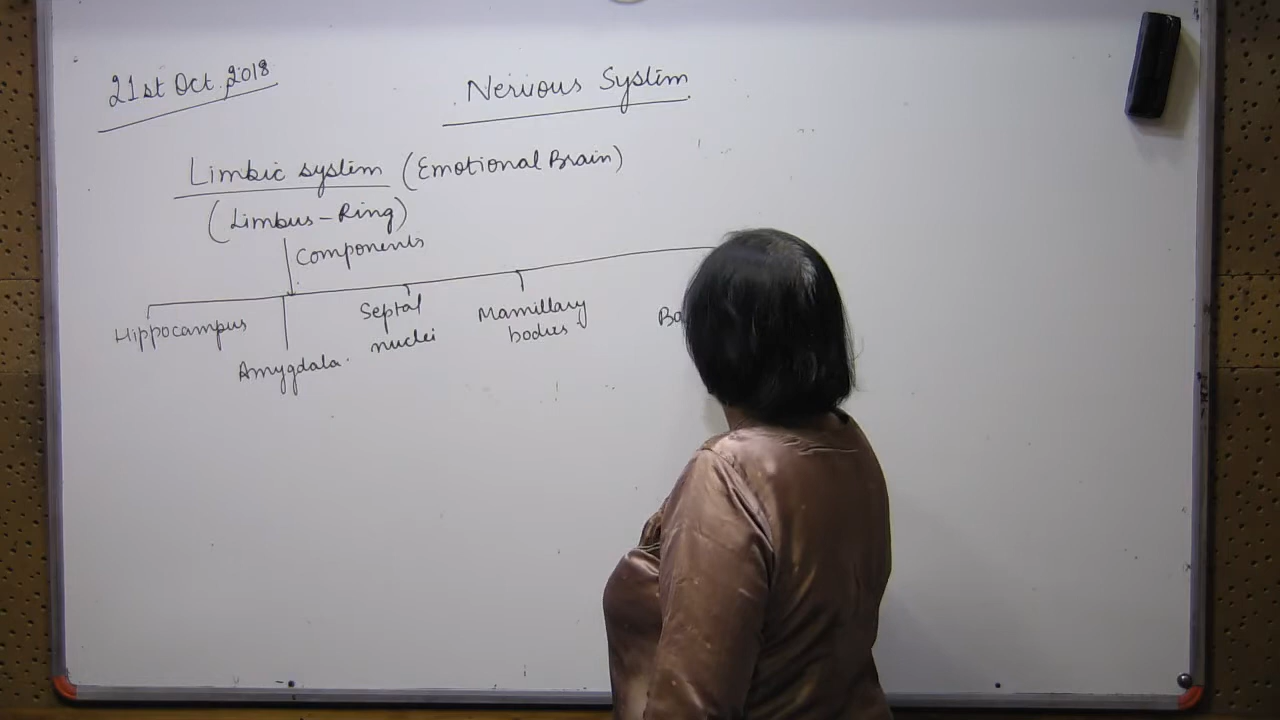 21st Oct. 2018
Nervous System
Limbic system (Emotional Brain)
(Limbus - Ring)
Components
Hippocampus
Amygdala.
Septal
nuclei
Mamillary
bodies.